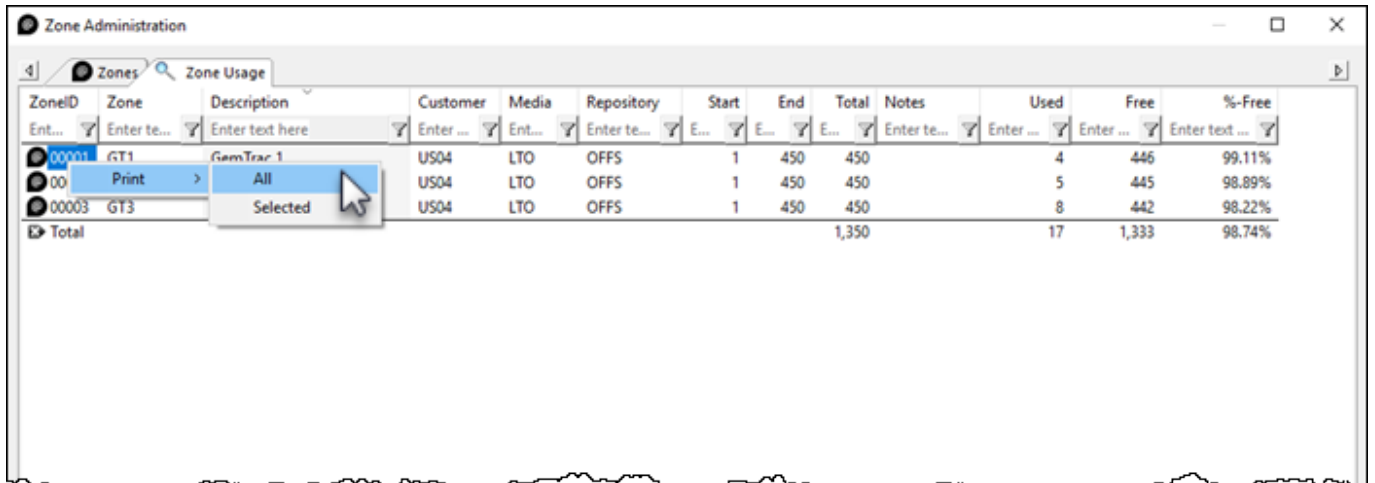 Zone Administration
Zones Zone Usage
ZoneID Zone Description Customer Media Repository Start End Total Notes Used Free %-Free
Ent... Enter te... Enter text here Enter ... Ent... Enter te... E... E... E... Enter te... Enter ... Enter ... Enter text ...
00001 GT1 GemTrac 1 US04 LTO OFFS 1 450 450 4 446 99.11%
00 Print > All US04 LTO OFFS 1 450 450 5 445 98.89%
00003 GT3 Selected US04 LTO OFFS 1 450 450 8 442 98.22%
Total 1,350 17 1,333 98.74%